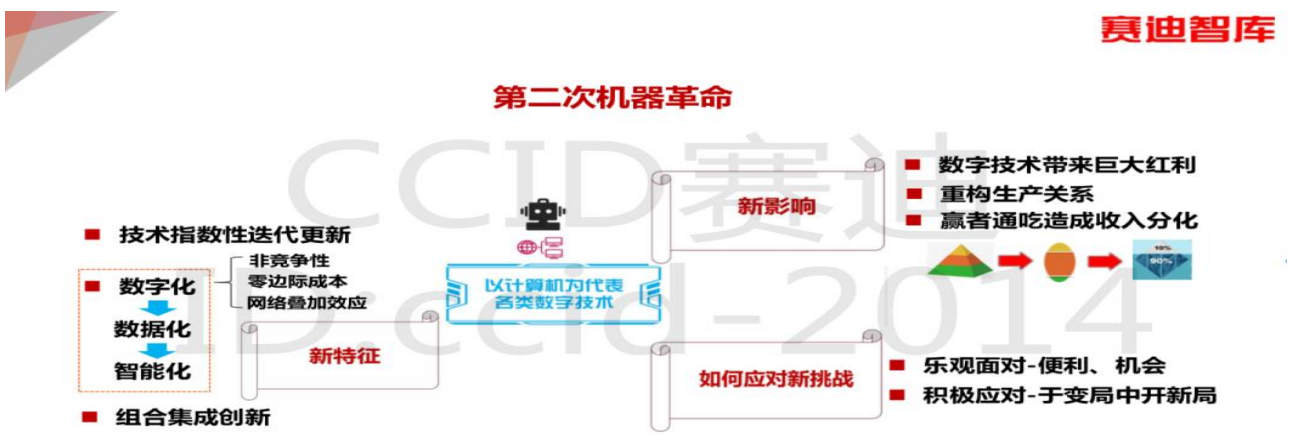 赛迪智库
第二次机器革命
CCID赛迪
ID:ccid-2014
技术指数性迭代更新
数字化
非竞争性
零边际成本
网络叠加效应
数据化
智能化
组合集成创新
新特征
以计算机为代表
各类数字技术
新影响
数字技术带来巨大红利
重构生产关系
赢者通吃造成收入分化
10%
90%
如何应对新挑战
乐观面对-便利、机会
积极应对-于变局中开新局